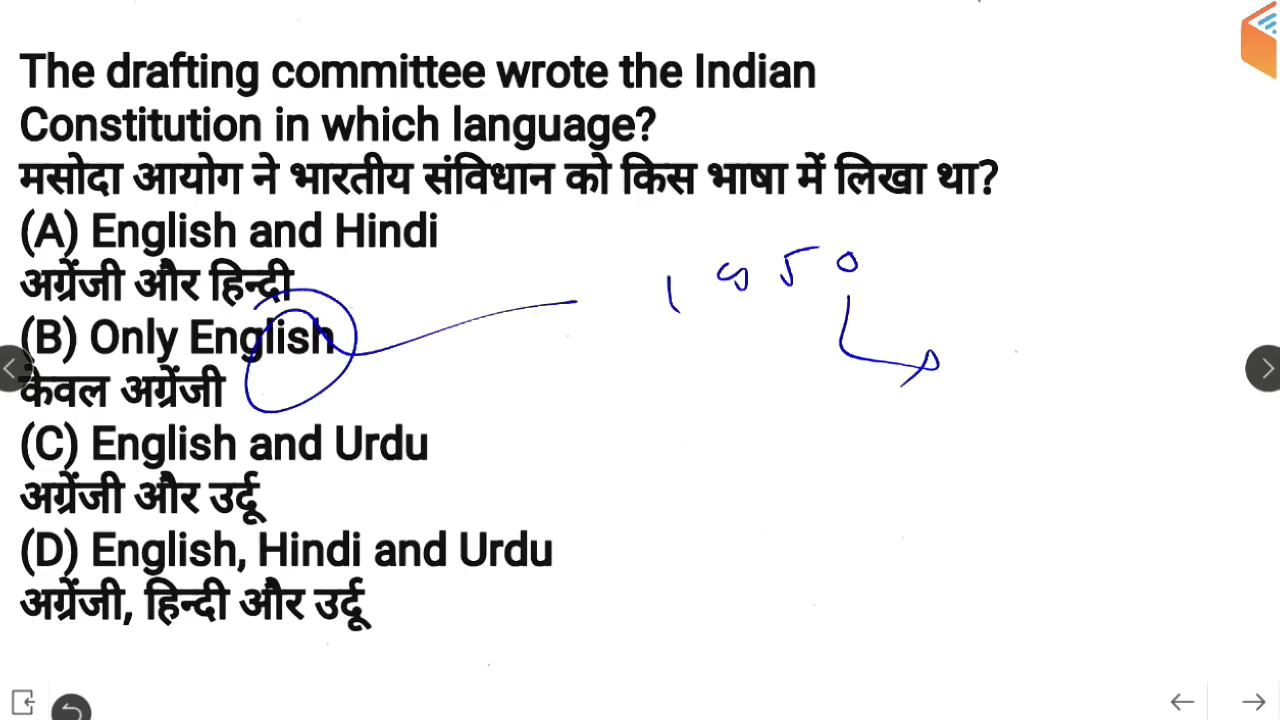 The drafting committee wrote the Indian
Constitution in which language?
मसोदा आयोग ने भारतीय संविधान को किस भाषा में लिखा था?
(A) English and Hindi
अग्रेंजी और हिन्दी
(B) Only English
केवल अग्रेंजी
(C) English and Urdu
अग्रेंजी और उर्दू
(D) English, Hindi and Urdu
अग्रेंजी, हिन्दी और उर्दू
1950